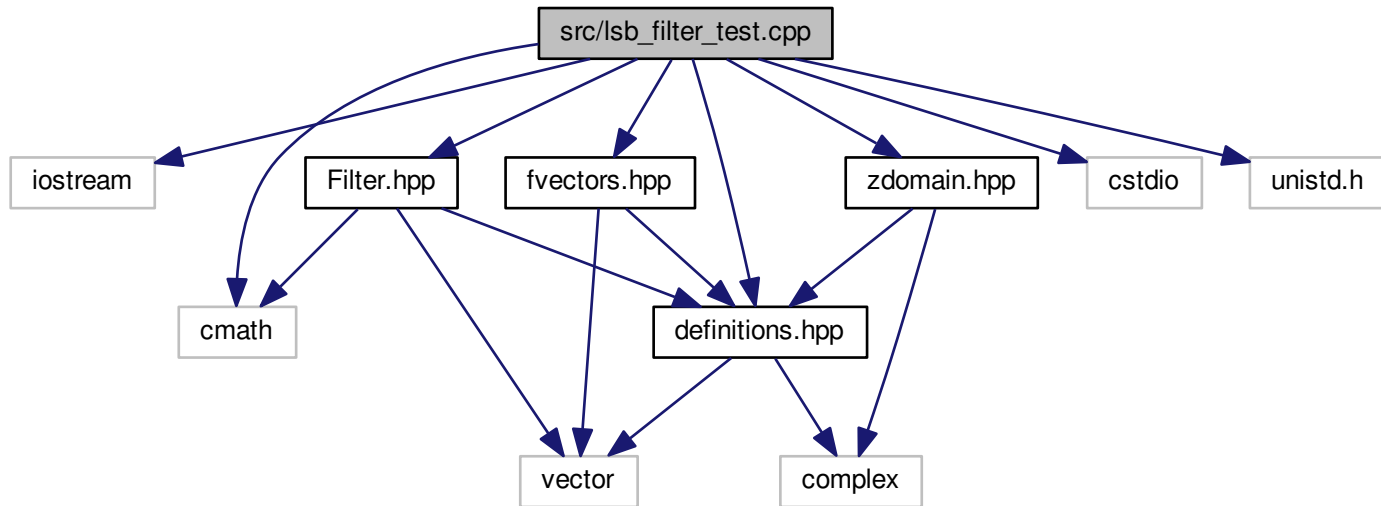 src/lsb_filter_test.cpp
iostream
Filter.hpp
fvectors.hpp
zdomain.hpp
cstdio
unistd.h
cmath
definitions.hpp
vector
complex